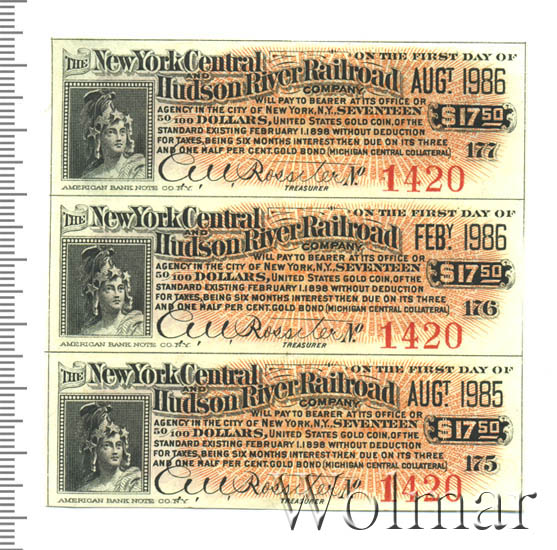 THE New York Central ON THE FIRST DAY OF
AND
Hudson River Railroad AUGT. 1986
COMPANY
WILL PAY TO BEARER AT ITS OFFICE OR
AGENCY IN THE CITY OF NEW YORK, N.Y. SEVENTEEN $17 50
50/100 DOLLARS, UNITED STATES GOLD COIN, OF THE
STANDARD EXISTING FEBRUARY 1.1898 WITHOUT DEDUCTION
FOR TAXES, BEING SIX MONTHS INTEREST THEN DUE ON ITS THREE 177
AND ONE HALF PER CENT. GOLD BOND (MICHIGAN CENTRAL COLLATERAL)
E.W. Rossiter No 1420
AMERICAN BANK NOTE CO. N.Y. TREASURER
THE New York Central ON THE FIRST DAY OF
AND
Hudson River Railroad FEBY. 1986
COMPANY
WILL PAY TO BEARER AT ITS OFFICE OR
AGENCY IN THE CITY OF NEW YORK, N.Y. SEVENTEEN $17 50
50/100 DOLLARS, UNITED STATES GOLD COIN, OF THE
STANDARD EXISTING FEBRUARY 1.1898 WITHOUT DEDUCTION
FOR TAXES, BEING SIX MONTHS INTEREST THEN DUE ON ITS THREE 176
AND ONE HALF PER CENT. GOLD BOND (MICHIGAN CENTRAL COLLATERAL)
E.W. Rossiter No 1420
AMERICAN BANK NOTE CO. N.Y. TREASURER
THE New York Central ON THE FIRST DAY OF
AND
Hudson River Railroad AUGT. 1985
COMPANY
WILL PAY TO BEARER AT ITS OFFICE OR
AGENCY IN THE CITY OF NEW YORK, N.Y. SEVENTEEN $17 50
50/100 DOLLARS, UNITED STATES GOLD COIN, OF THE
STANDARD EXISTING FEBRUARY 1.1898 WITHOUT DEDUCTION
FOR TAXES, BEING SIX MONTHS INTEREST THEN DUE ON ITS THREE 175
AND ONE HALF PER CENT. GOLD BOND (MICHIGAN CENTRAL COLLATERAL)
E.W. Rossiter No 1420
AMERICAN BANK NOTE CO. N.Y. TREASURER
Wolmar